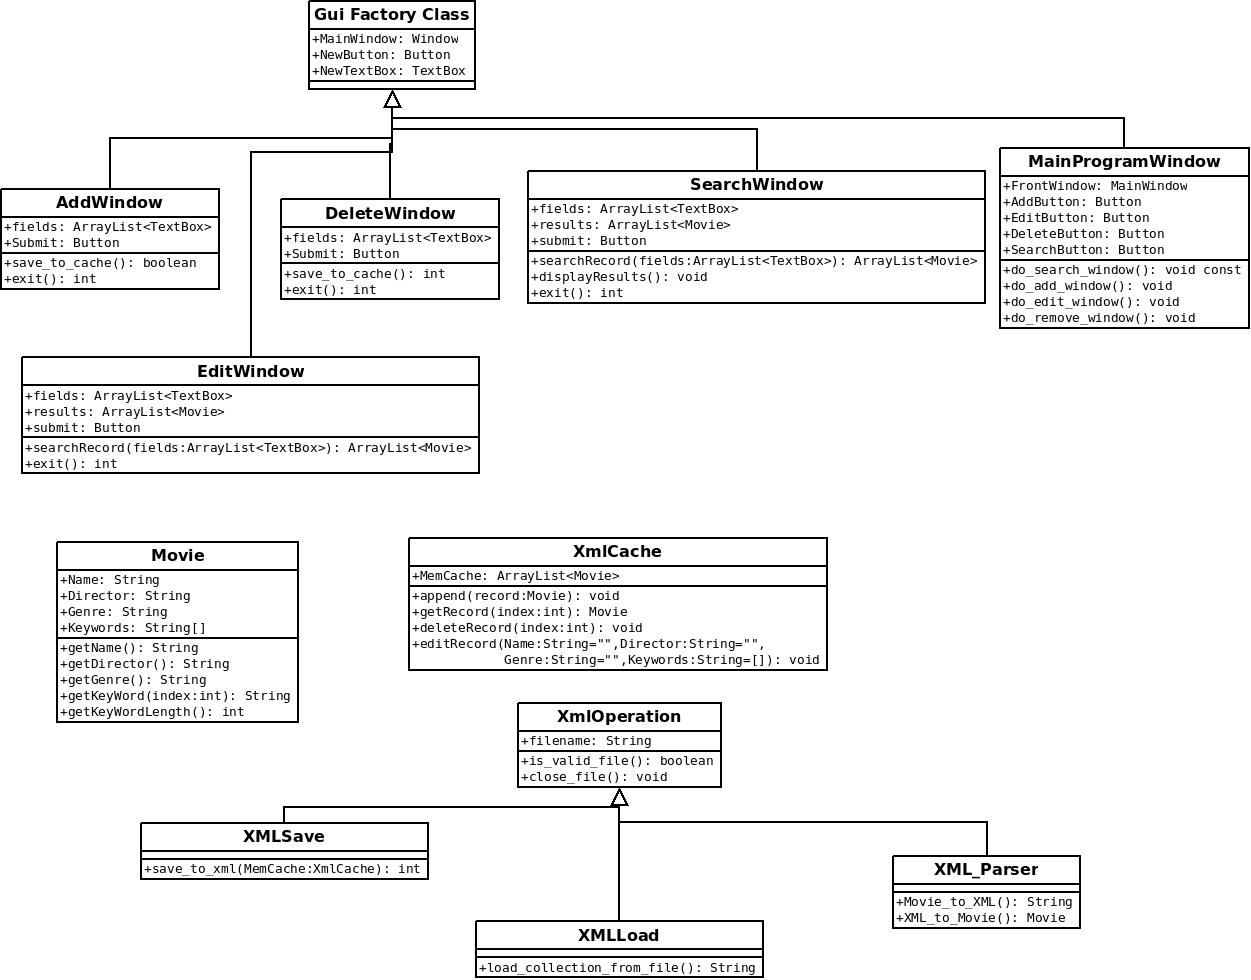 Gui Factory Class
+MainWindow: Window
+NewButton: Button
+NewTextBox: TextBox
AddWindow
+fields: ArrayList<TextBox>
+Submit: Button
+save_to_cache(): boolean
+exit(): int
DeleteWindow
+fields: ArrayList<TextBox>
+Submit: Button
+save_to_cache(): int
+exit(): int
SearchWindow
+fields: ArrayList<TextBox>
+results: ArrayList<Movie>
+submit: Button
+searchRecord(fields:ArrayList<TextBox>): ArrayList<Movie>
+displayResults(): void
+exit(): int
MainProgramWindow
+FrontWindow: MainWindow
+AddButton: Button
+EditButton: Button
+DeleteButton: Button
+SearchButton: Button
+do_search_window(): void const
+do_add_window(): void
+do_edit_window(): void
+do_remove_window(): void
EditWindow
+fields: ArrayList<TextBox>
+results: ArrayList<Movie>
+submit: Button
+searchRecord(fields:ArrayList<TextBox>): ArrayList<Movie>
+exit(): int
Movie
+Name: String
+Director: String
+Genre: String
+Keywords: String[]
+getName(): String
+getDirector(): String
+getGenre(): String
+getKeyWord(index:int): String
+getKeyWordLength(): int
XmlCache
+MemCache: ArrayList<Movie>
+append(record:Movie): void
+getRecord(index:int): Movie
+deleteRecord(index:int): void
+editRecord(Name:String="",Director:String="",
Genre:String="",Keywords:String=[]): void
XmlOperation
+filename: String
+is_valid_file(): boolean
+close_file(): void
XMLSave
+save_to_xml(MemCache:XmlCache): int
XMLLoad
+load_collection_from_file(): String
XML_Parser
+Movie_to_XML(): String
+XML_to_Movie(): Movie